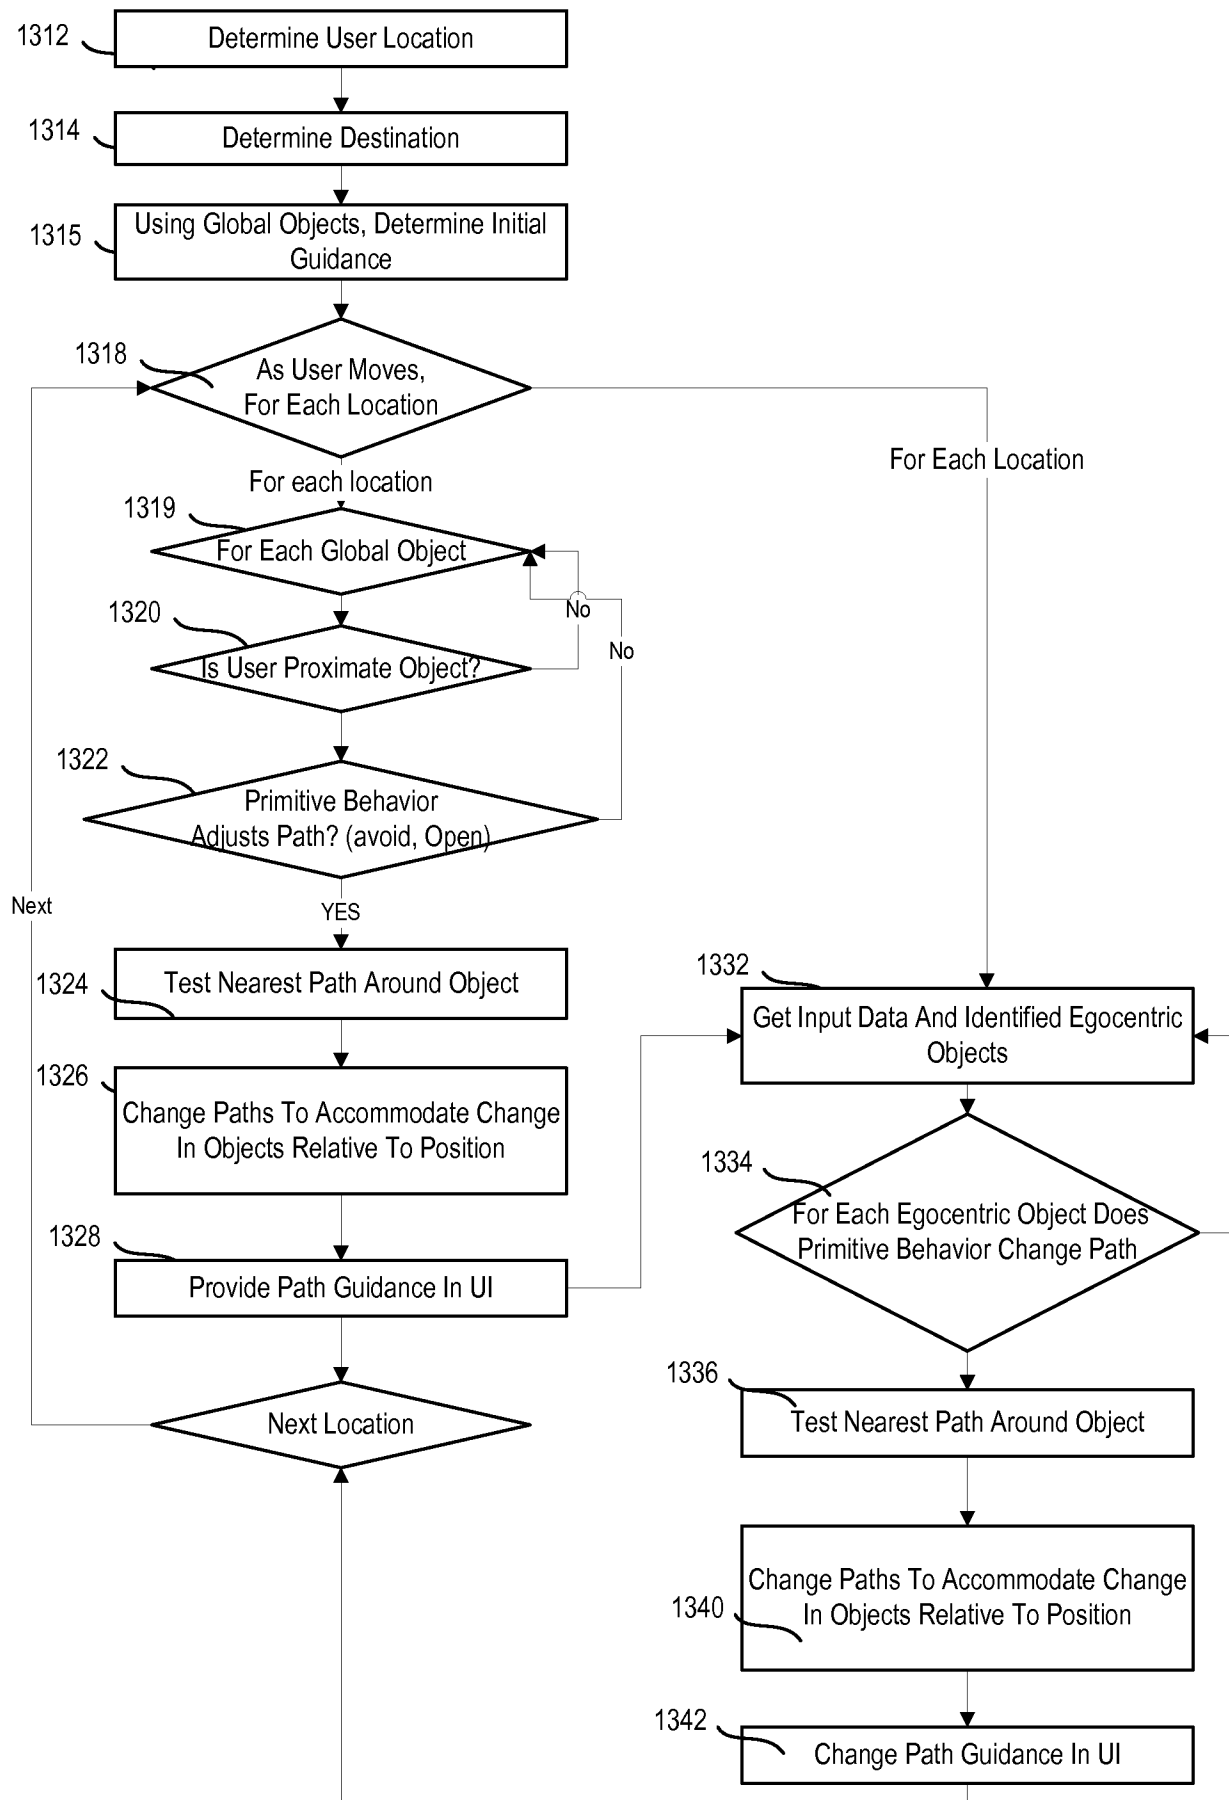 1312
Determine User Location
1314
Determine Destination
1315
Using Global Objects, Determine Initial
Guidance
1318
As User Moves,
For Each Location
For each location
For Each Location
1319
For Each Global Object
No
1320
Is User Proximate Object?
No
1322
Primitive Behavior
Adjusts Path? (avoid, Open)
Next
YES
1324
Test Nearest Path Around Object
1326
Change Paths To Accommodate Change
In Objects Relative To Position
1328
Provide Path Guidance In UI
Next Location
1332
Get Input Data And Identified Egocentric
Objects
1334
For Each Egocentric Object Does
Primitive Behavior Change Path
1336
Test Nearest Path Around Object
1340
Change Paths To Accommodate Change
In Objects Relative To Position
1342
Change Path Guidance In UI